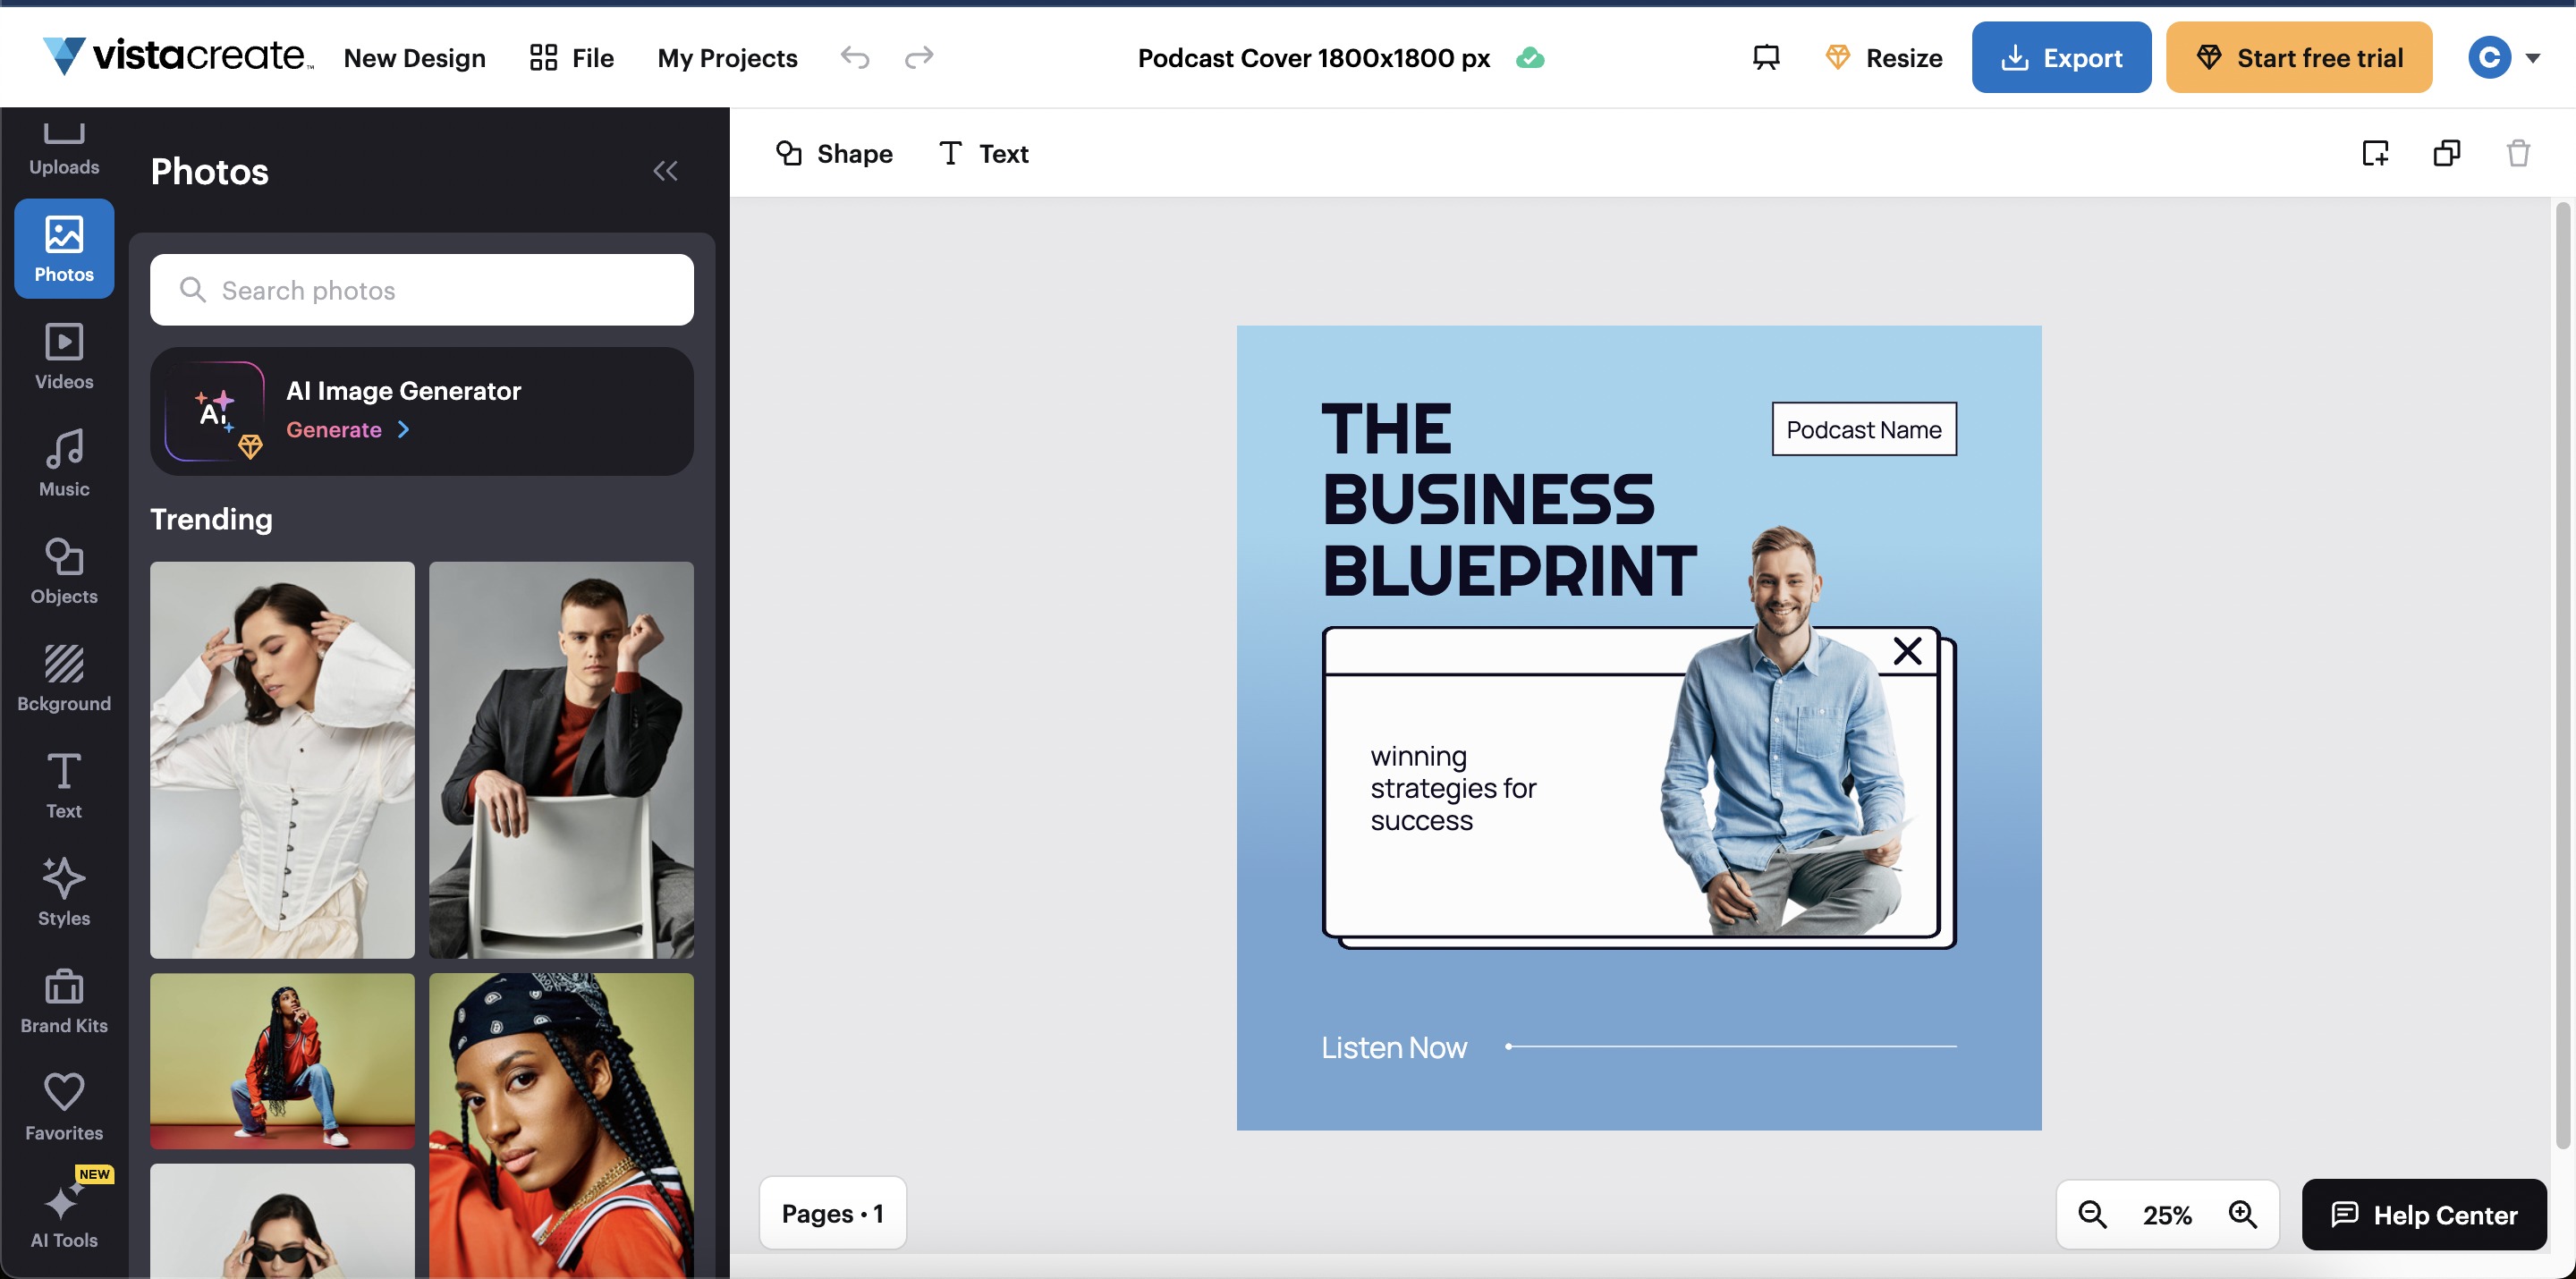 vistacreate™ New Design File My Projects Podcast Cover 1800x1800 px Resize Export Start free trial C
Uploads
Photos
Videos
Music
Objects
Bckground
Text
Styles
Brand Kits
Favorites
NEW
AI Tools
Photos
Search photos
Ai
AI Image Generator
Generate
Trending
Shape Text
THE
BUSINESS
BLUEPRINT
Podcast Name
winning
strategies for
success
Listen Now
Pages • 1
25%
Help Center